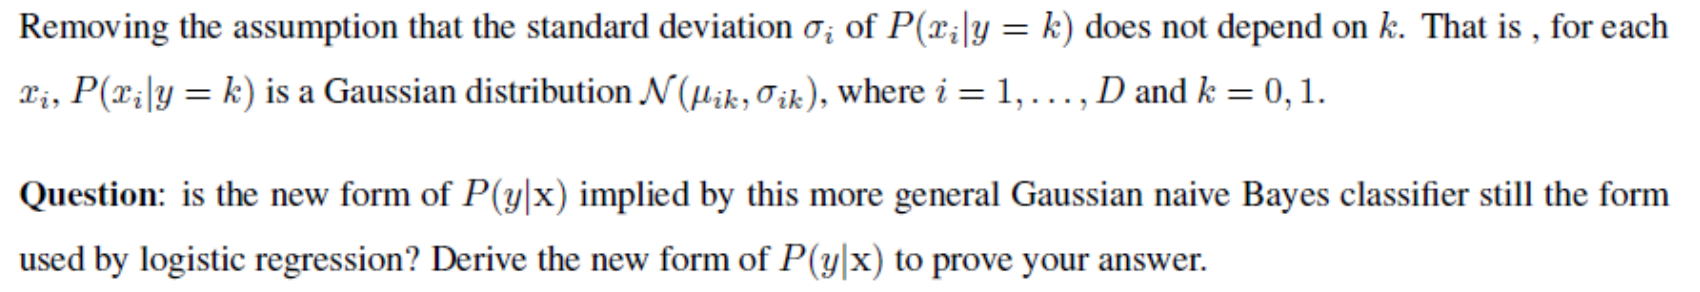 Removing the assumption that the standard deviation σ_i of P(x_i|y = k) does not depend on k. That is , for each
x_i, P(x_i|y = k) is a Gaussian distribution 𝒩(μ_ik, σ_ik), where i = 1, . . . , D and k = 0, 1.
Question: is the new form of P(y|x) implied by this more general Gaussian naive Bayes classifier still the form
used by logistic regression? Derive the new form of P(y|x) to prove your answer.